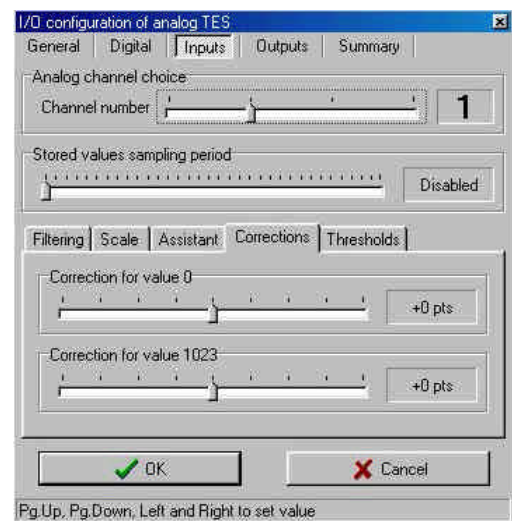 I/O configuration of analog TES
General Digital Inputs Outputs Summary
Analog channel choice
Channel number 1
Stored values sampling period
Disabled
Filtering Scale Assistant Corrections Thresholds
Correction for value 0
+0 pts
Correction for value 1023
+0 pts
OK Cancel
Pg.Up, Pg.Down, Left and Right to set value